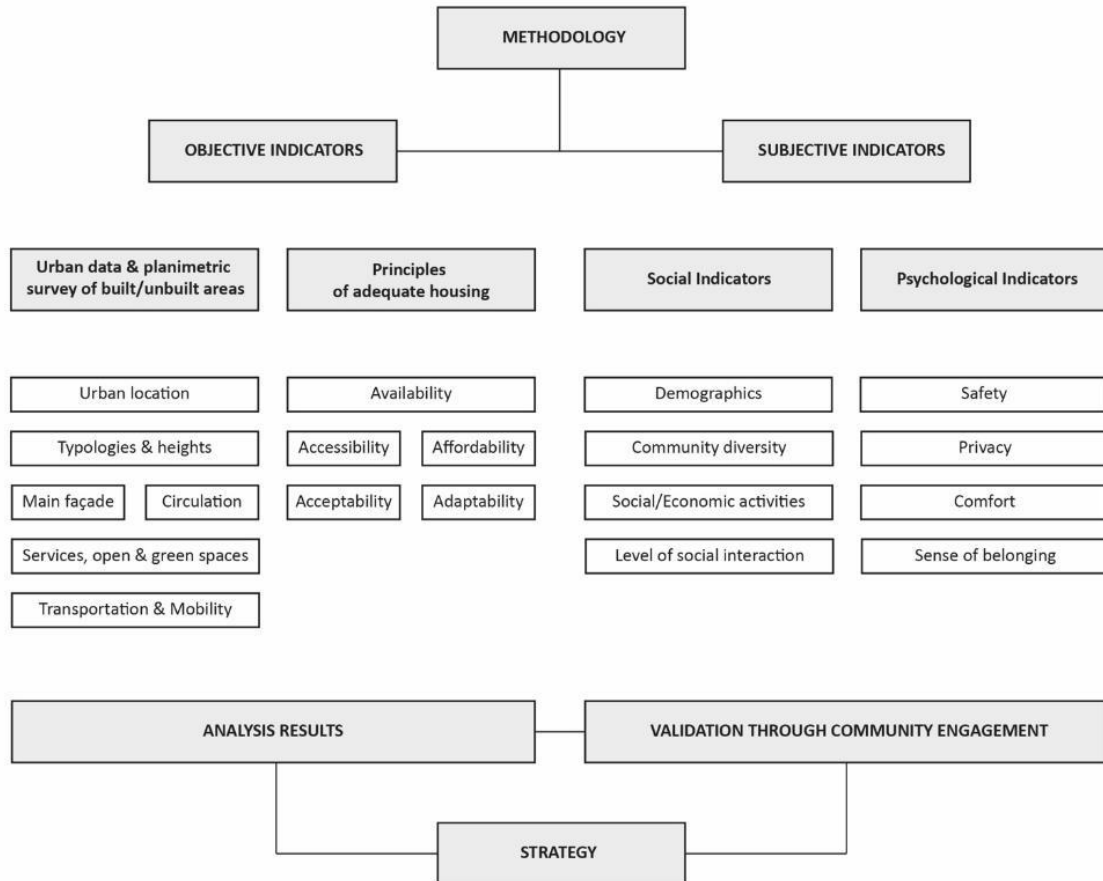 METHODOLOGY
OBJECTIVE INDICATORS
SUBJECTIVE INDICATORS
Urban data & planimetric
survey of built/unbuilt areas
Principles
of adequate housing
Social Indicators
Psychological Indicators
Urban location
Typologies & heights
Main façade
Circulation
Services, open & green spaces
Transportation & Mobility
Availability
Accessibility
Affordability
Acceptability
Adaptability
Demographics
Community diversity
Social/Economic activities
Level of social interaction
Safety
Privacy
Comfort
Sense of belonging
ANALYSIS RESULTS
VALIDATION THROUGH COMMUNITY ENGAGEMENT
STRATEGY